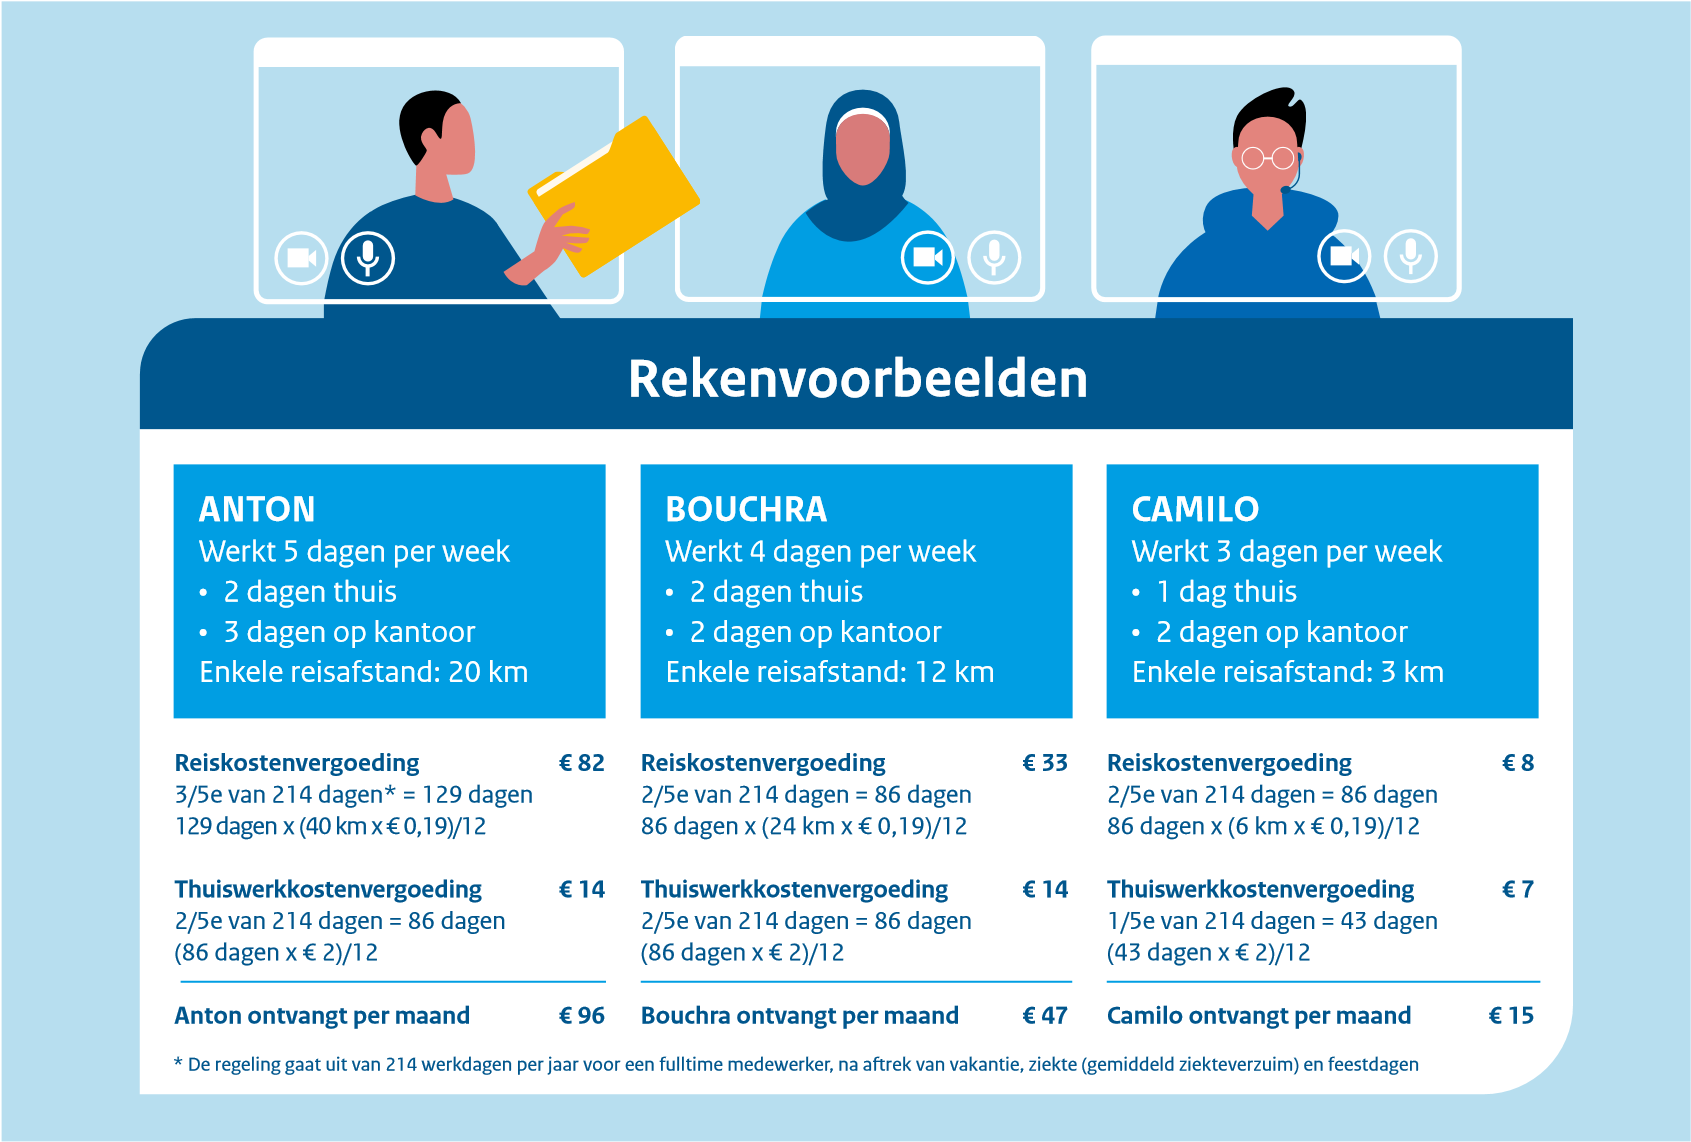 Rekenvoorbeelden
ANTON
Werkt 5 dagen per week
• 2 dagen thuis
• 3 dagen op kantoor
Enkele reisafstand: 20 km
Reiskostenvergoeding € 82
3/5e van 214 dagen* = 129 dagen
129 dagen x (40 km x € 0,19)/12
Thuiswerkkostenvergoeding € 14
2/5e van 214 dagen = 86 dagen
(86 dagen x € 2)/12
Anton ontvangt per maand € 96
BOUCHRA
Werkt 4 dagen per week
• 2 dagen thuis
• 2 dagen op kantoor
Enkele reisafstand: 12 km
Reiskostenvergoeding € 33
2/5e van 214 dagen = 86 dagen
86 dagen x (24 km x € 0,19)/12
Thuiswerkkostenvergoeding € 14
2/5e van 214 dagen = 86 dagen
(86 dagen x € 2)/12
Bouchra ontvangt per maand € 47
CAMILO
Werkt 3 dagen per week
• 1 dag thuis
• 2 dagen op kantoor
Enkele reisafstand: 3 km
Reiskostenvergoeding € 8
2/5e van 214 dagen = 86 dagen
86 dagen x (6 km x € 0,19)/12
Thuiswerkkostenvergoeding € 7
1/5e van 214 dagen = 43 dagen
(43 dagen x € 2)/12
Camilo ontvangt per maand € 15
* De regeling gaat uit van 214 werkdagen per jaar voor een fulltime medewerker, na aftrek van vakantie, ziekte (gemiddeld ziekteverzuim) en feestdagen